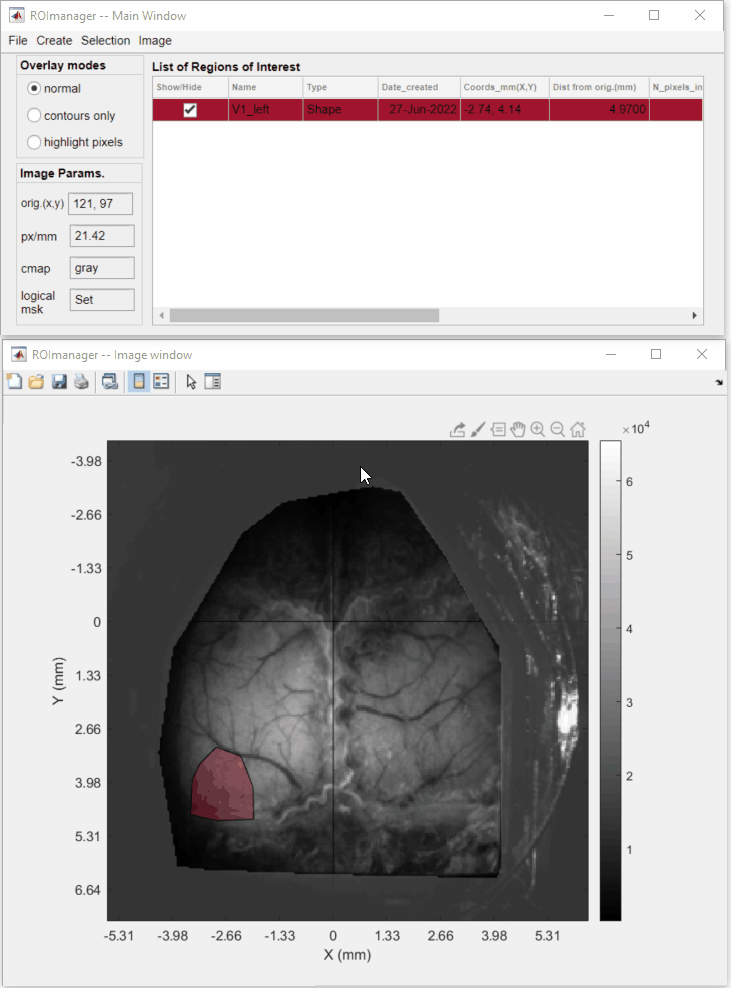 ROImanager -- Main Window
File Create Selection Image
Overlay modes
normal
contours only
highlight pixels
Image Params.
orig.(x,y) 121, 97
px/mm 21.42
cmap gray
logical
msk Set
List of Regions of Interest
Show/Hide Name Type Date_created Coords_mm(X,Y) Dist from orig.(mm) N_pixels_in
V1_left Shape 27-Jun-2022 -2.74, 4.14 4.9700
ROImanager -- Image window
×10⁴
-3.98
-2.66
-1.33
0
1.33
2.66
3.98
5.31
6.64
Y (mm)
6
5
4
3
2
1
-5.31 -3.98 -2.66 -1.33 0 1.33 2.66 3.98 5.31
X (mm)